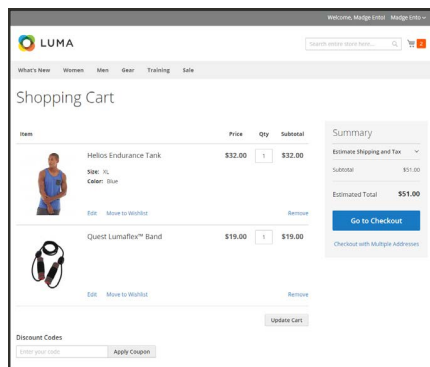 Welcome, Madge Ento! Madge Ento
LUMA
Search entire store here...
2
What's New Women Men Gear Training Sale
Shopping Cart
Item Price Qty Subtotal
Helios Endurance Tank $32.00 1 $32.00
Size: XL
Color: Blue
Edit Move to Wishlist Remove
Quest Lumaflex™ Band $19.00 1 $19.00
Edit Move to Wishlist Remove
Update Cart
Discount Codes
Enter your code Apply Coupon
Summary
Estimate Shipping and Tax
Subtotal $51.00
Estimated Total $51.00
Go to Checkout
Checkout with Multiple Addresses